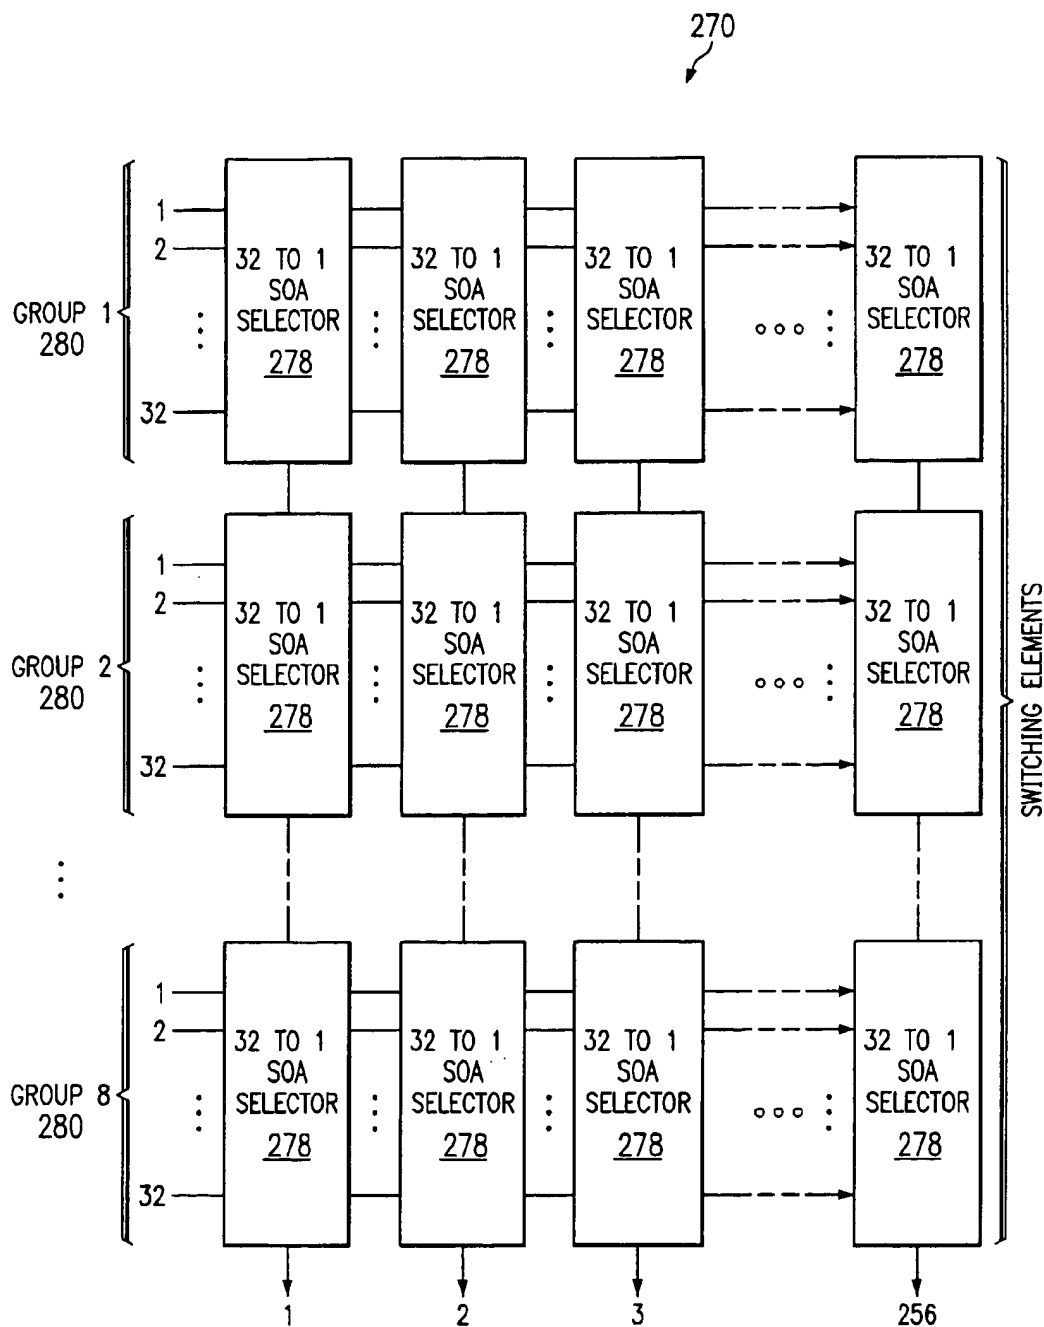 270
1
2
32
GROUP 1
280
32 TO 1
SOA
SELECTOR
278
32 TO 1
SOA
SELECTOR
278
32 TO 1
SOA
SELECTOR
278
32 TO 1
SOA
SELECTOR
278
1
2
32
GROUP 2
280
32 TO 1
SOA
SELECTOR
278
32 TO 1
SOA
SELECTOR
278
32 TO 1
SOA
SELECTOR
278
32 TO 1
SOA
SELECTOR
278
SWITCHING ELEMENTS
1
2
32
GROUP 8
280
32 TO 1
SOA
SELECTOR
278
32 TO 1
SOA
SELECTOR
278
32 TO 1
SOA
SELECTOR
278
32 TO 1
SOA
SELECTOR
278
1
2
3
256